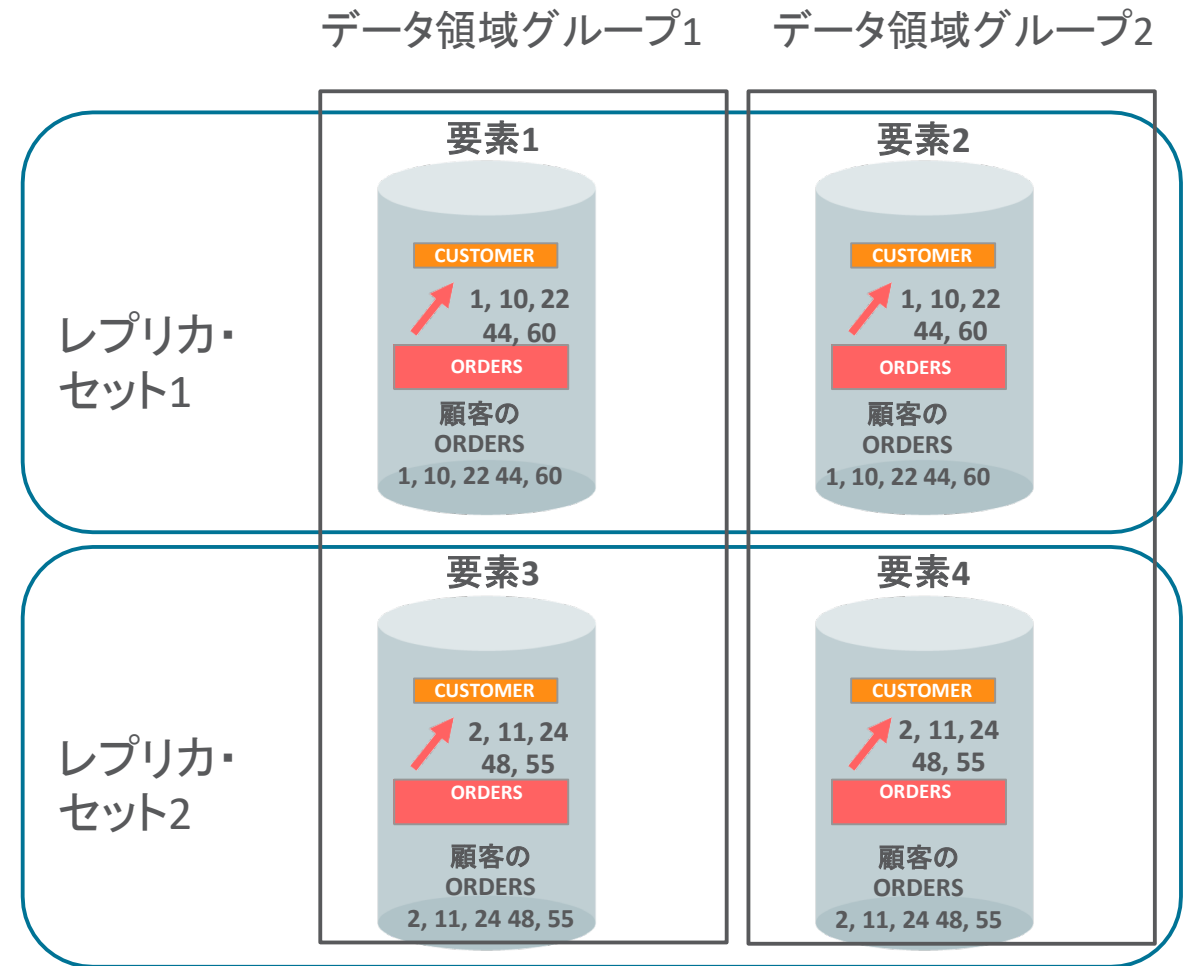 データ領域グループ1
データ領域グループ2
レプリカ・
セット1
要素1
CUSTOMER
1, 10, 22
44, 60
ORDERS
顧客の
ORDERS
1, 10, 22 44, 60
要素2
CUSTOMER
1, 10, 22
44, 60
ORDERS
顧客の
ORDERS
1, 10, 22 44, 60
レプリカ・
セット2
要素3
CUSTOMER
2, 11, 24
48, 55
ORDERS
顧客の
ORDERS
2, 11, 24 48, 55
要素4
CUSTOMER
2, 11, 24
48, 55
ORDERS
顧客の
ORDERS
2, 11, 24 48, 55